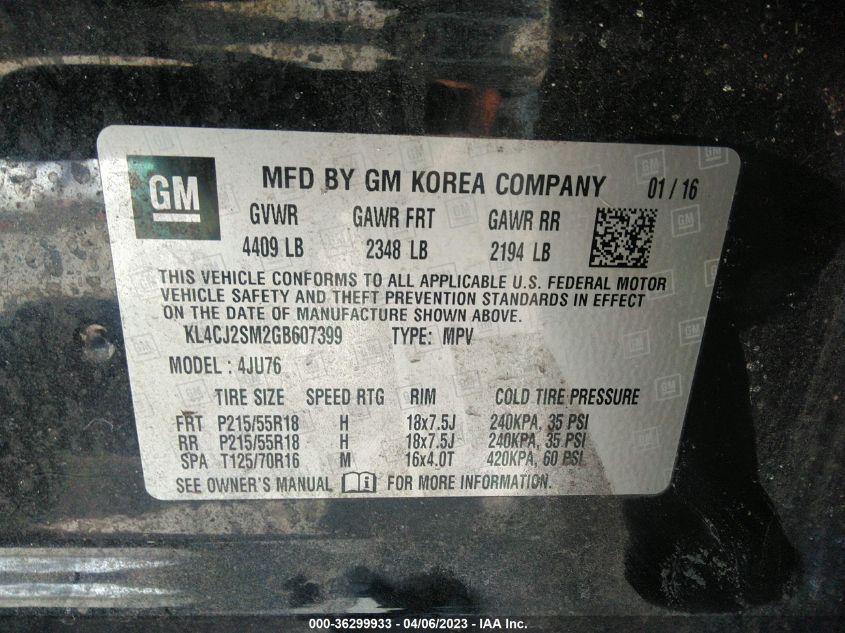 GM
MFD BY GM KOREA COMPANY 01 / 16
GVWR GAWR FRT GAWR RR
4409 LB 2348 LB 2194 LB
THIS VEHICLE CONFORMS TO ALL APPLICABLE U.S. FEDERAL MOTOR
VEHICLE SAFETY AND THEFT PREVENTION STANDARDS IN EFFECT
ON THE DATE OF MANUFACTURE SHOWN ABOVE.
KL4CJ2SM2GB607399 TYPE: MPV
MODEL : 4JU76
TIRE SIZE SPEED RTG RIM COLD TIRE PRESSURE
FRT P215/55R18 H 18x7.5J 240KPA, 35 PSI
RR P215/55R18 H 18x7.5J 240KPA, 35 PSI
SPA T125/70R16 M 16x4.0T 420KPA, 60 PSI
SEE OWNER'S MANUAL i FOR MORE INFORMATION.
000-36299933 - 04/06/2023 - IAA Inc.